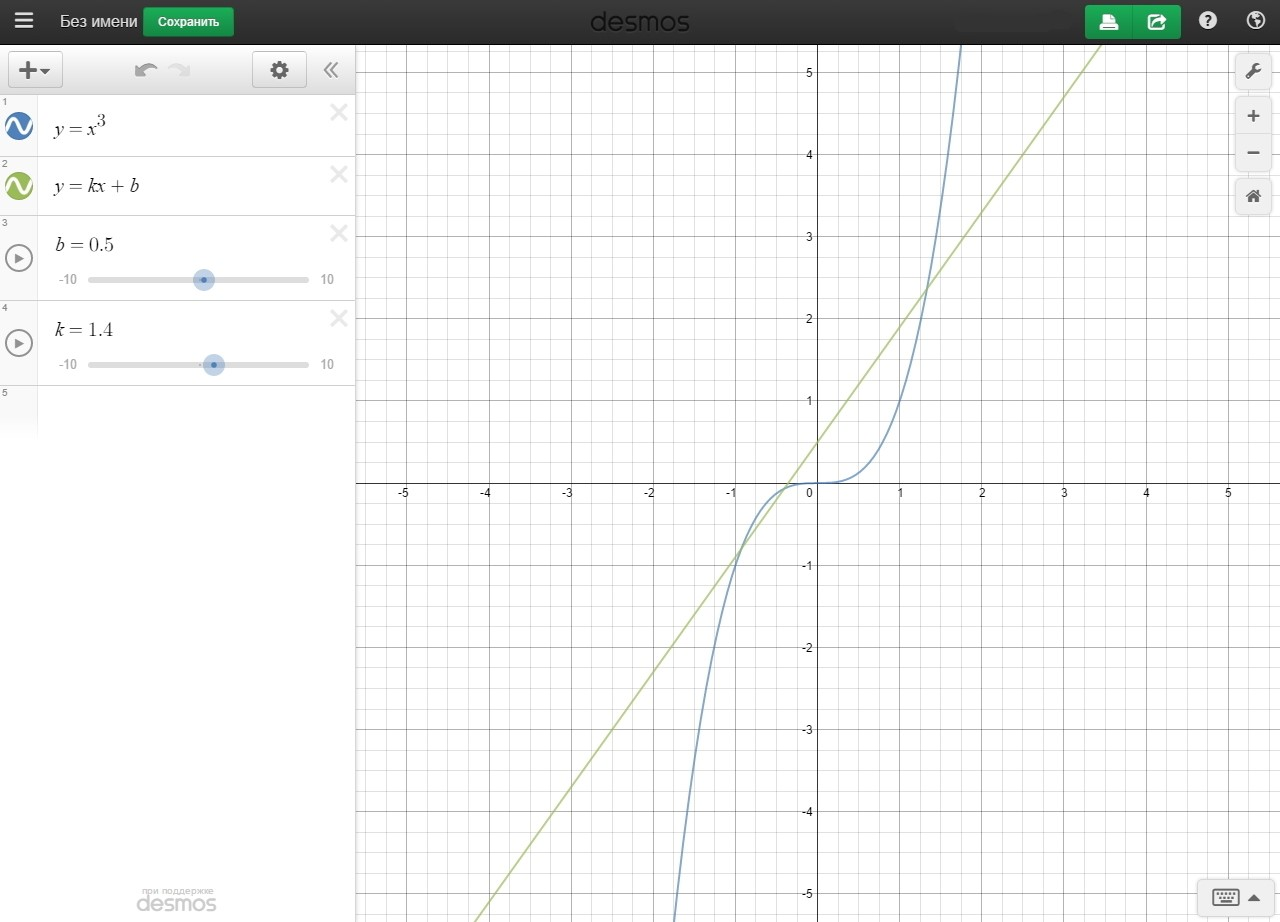 Без имени Сохранить desmos ?
1
y = x³
2
y = kx + b
3
b = 0.5
-10 10
4
k = 1.4
-10 10
5
5
4
3
2
1
-5 -4 -3 -2 -1 0 1 2 3 4 5
-1
-2
-3
-4
-5
+
−
при поддержке
desmos